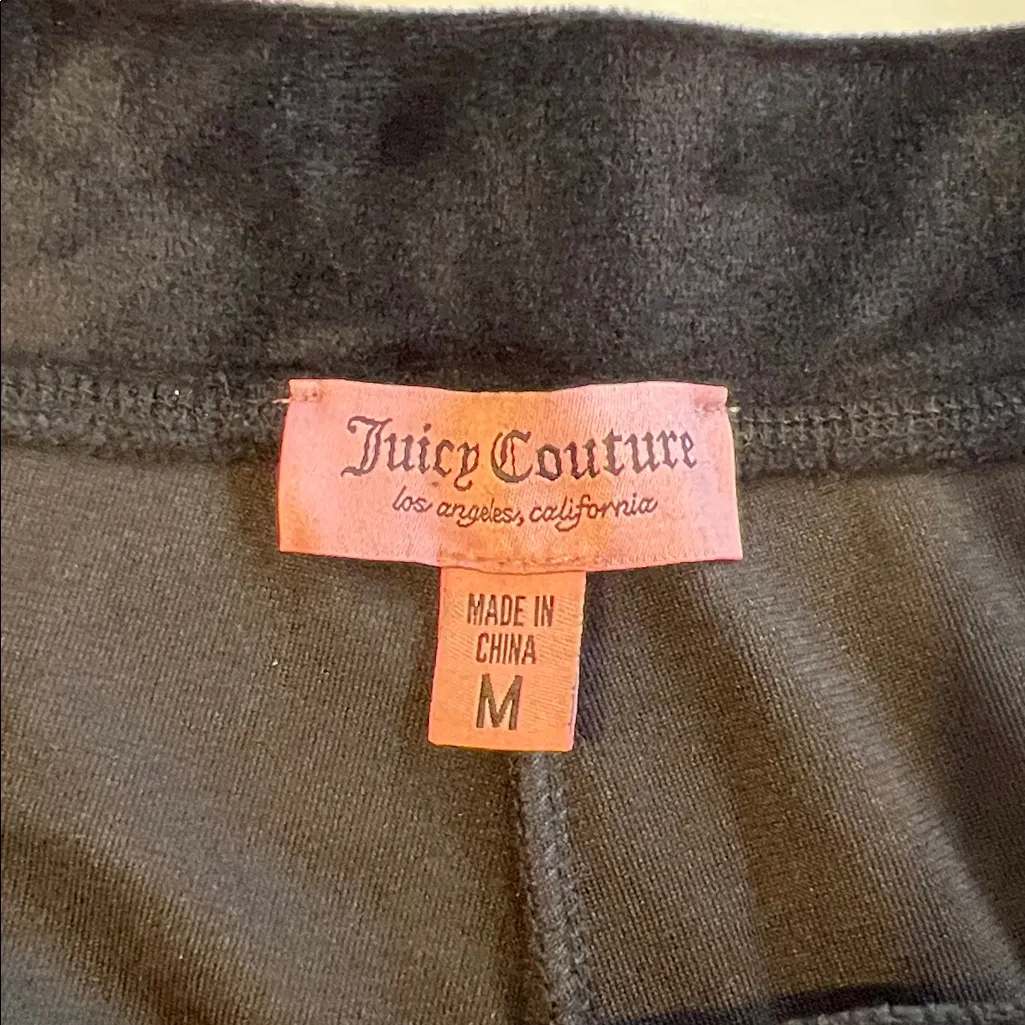 Juicy Couture
los angeles, california
MADE IN
CHINA
M